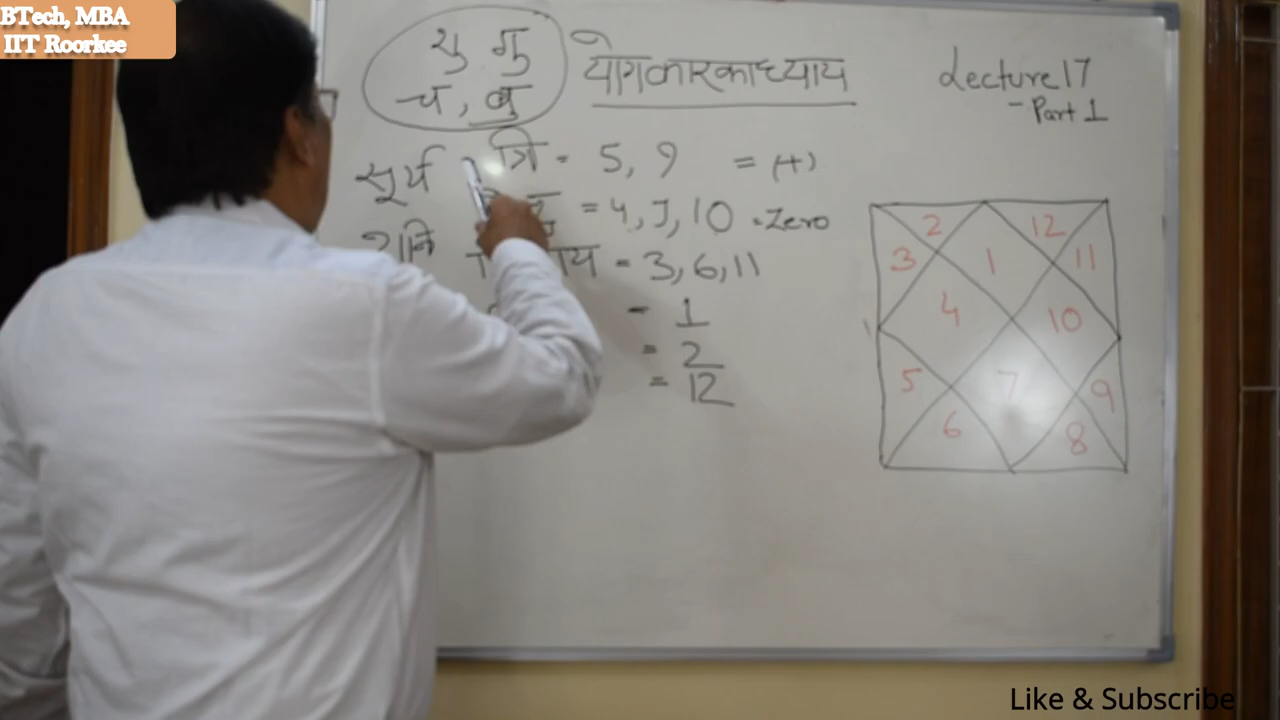 BTech, MBA
IIT Roorkee
शु गु
च, बु
योगकारकाध्याय
Lecture 17
- Part 1
सूर्य त्रि - 5, 9 = (+)
शनि = 4, 7, 10 = Zero
- 3, 6, 11
- 1
= 2
= 12
2 12
3 1 11
4 10
5 7 9
6 8
Like & Subscribe